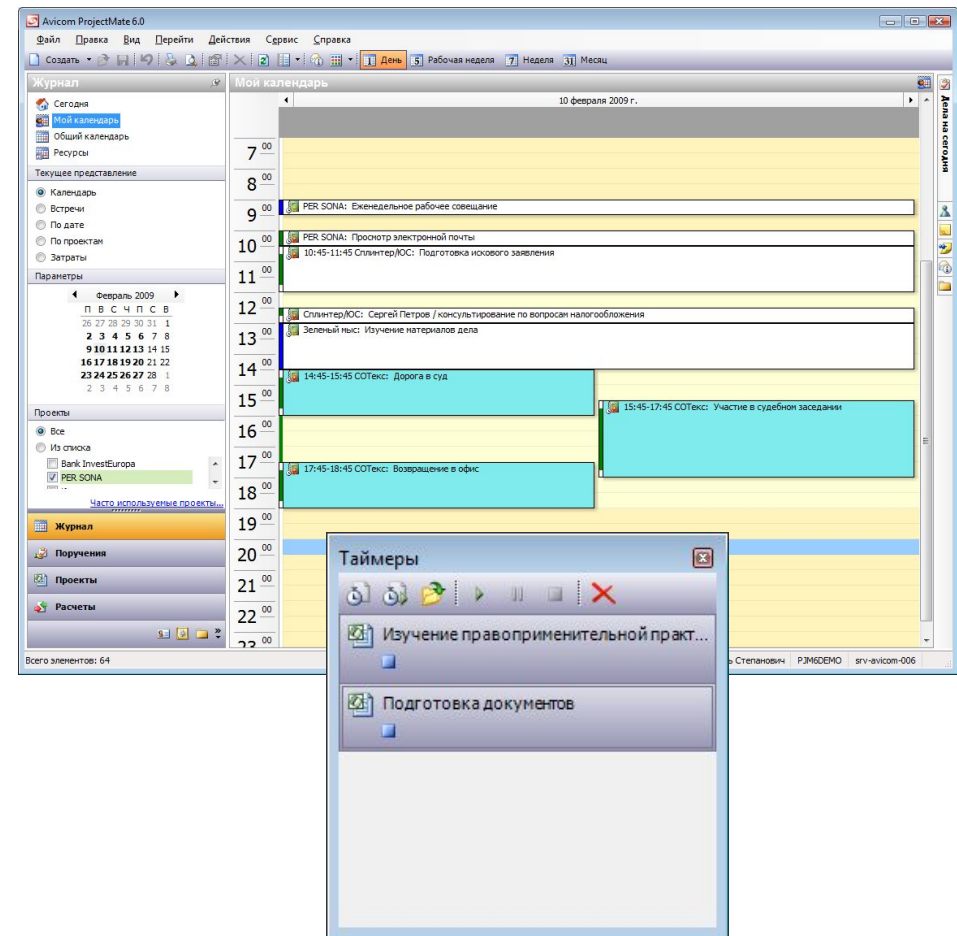 Avicom ProjectMate 6.0
Файл Правка Вид Перейти Действия Сервис Справка
Создать День 5 Рабочая неделя 7 Неделя 31 Месяц
Журнал
Сегодня
Мой календарь
Общий календарь
Ресурсы
Текущее представление
Календарь
Встречи
По дате
По проектам
Затраты
Параметры
Февраль 2009
П В С Ч П С В
26 27 28 29 30 31 1
2 3 4 5 6 7 8
9 10 11 12 13 14 15
16 17 18 19 20 21 22
23 24 25 26 27 28 1
2 3 4 5 6 7 8
Проекты
Все
Из списка
Bank InvestEuropa
PER SONA
Часто используемые проекты...
Журнал
Поручения
Проекты
Расчеты
Мой календарь
10 февраля 2009 г.
7 00
8 00
9 00 PER SONA: Еженедельное рабочее совещание
10 00 PER SONA: Просмотр электронной почты
10:45-11:45 Сплинтер/ЮС: Подготовка искового заявления
11 00
12 00 Сплинтер/ЮС: Сергей Петров / консультирование по вопросам налогообложения
13 00 Зеленый мыс: Изучение материалов дела
14 00 14:45-15:45 СОТекс: Дорога в суд
15 00 15:45-17:45 СОТекс: Участие в судебном заседании
16 00
17 00 17:45-18:45 СОТекс: Возвращение в офис
18 00
19 00
20 00
21 00
22 00
23 00
Дела на сегодня
Таймеры
Изучение правоприменительной практ...
Подготовка документов
Всего элементов: 64
Степанович PJM6DEMO srv-avicom-006